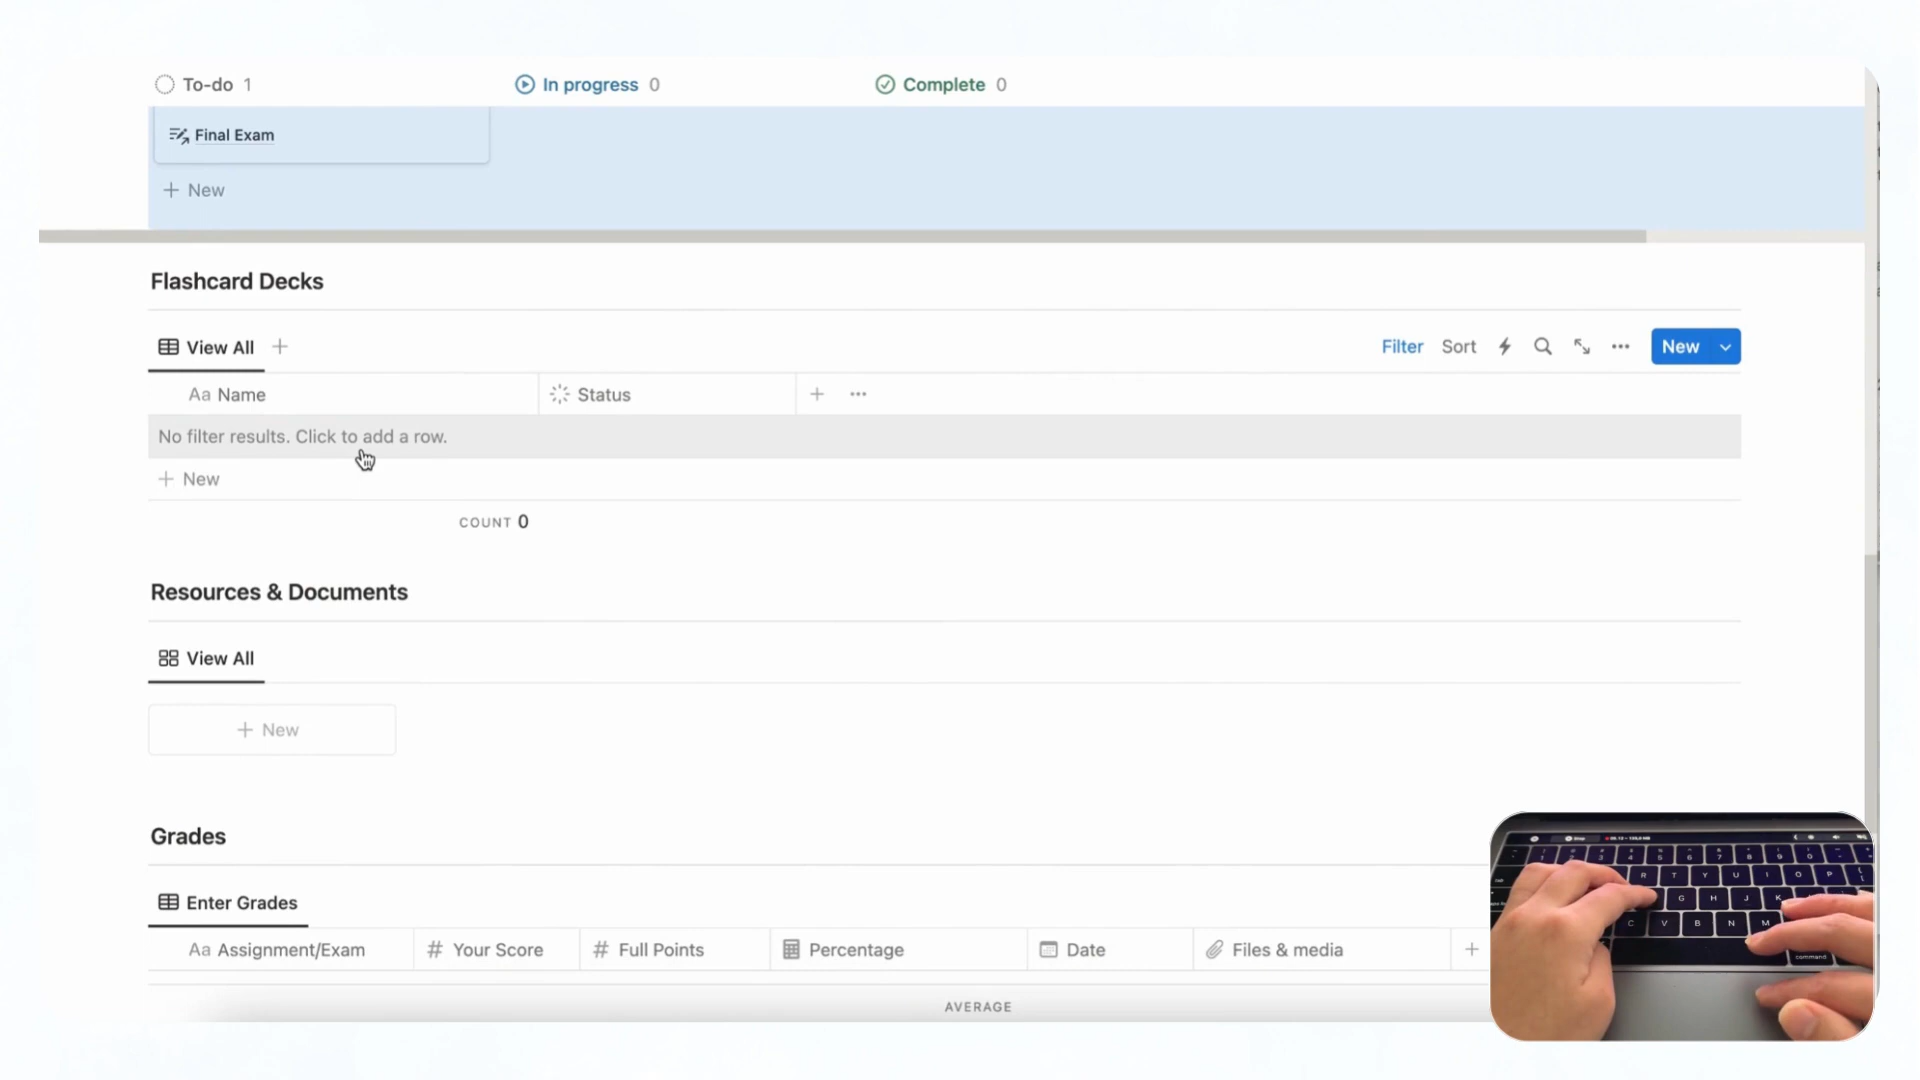 To-do 1
In progress 0
Complete 0
Final Exam
+ New
Flashcard Decks
View All +
Filter Sort ... New
Aa Name
Status + ...
No filter results. Click to add a row.
+ New
COUNT 0
Resources & Documents
View All
+ New
Grades
Enter Grades
Aa Assignment/Exam
# Your Score
# Full Points
Percentage
Date
Files & media +
AVERAGE
R T Y U I O P
G H J K
C V B N M
command